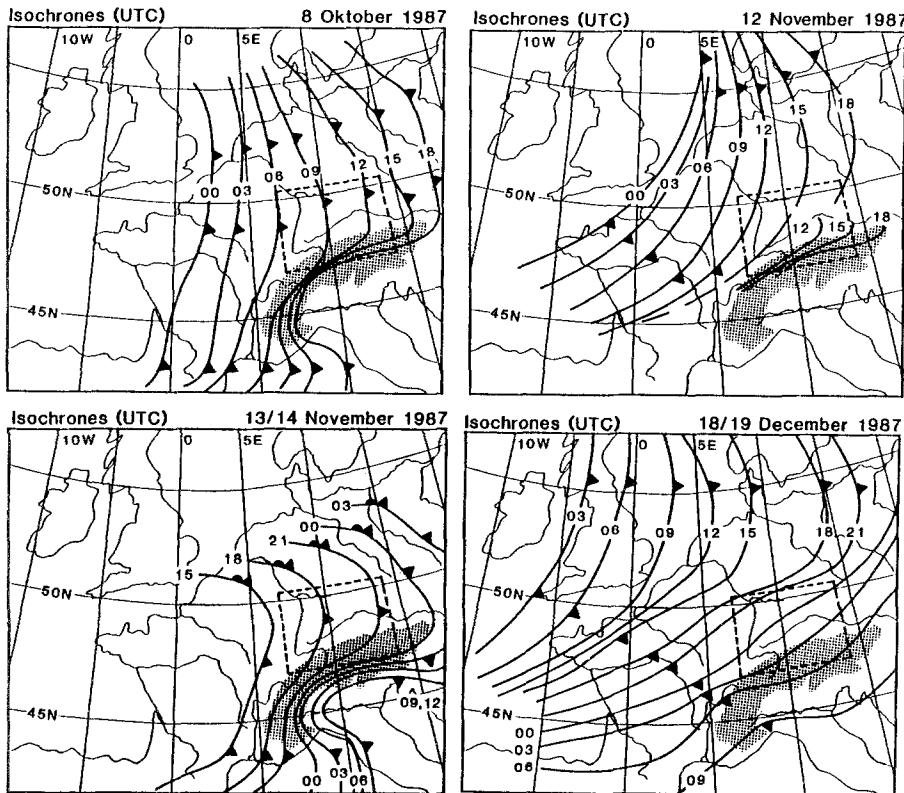 Isochrones (UTC) 8 Oktober 1987
10W 0 5E
50N
45N
00 03 06 09 12 15 18
Isochrones (UTC) 12 November 1987
10W 0 5E
50N
45N
00 03 06 09 12 15 18
12 15 18
Isochrones (UTC) 13/14 November 1987
10W 0 5E
50N
45N
15 18 21 00 03
09,12
00 03 06
Isochrones (UTC) 18/19 December 1987
10W 0 5E
50N
45N
03 06 09 12 15 18 21
00
03
06
09